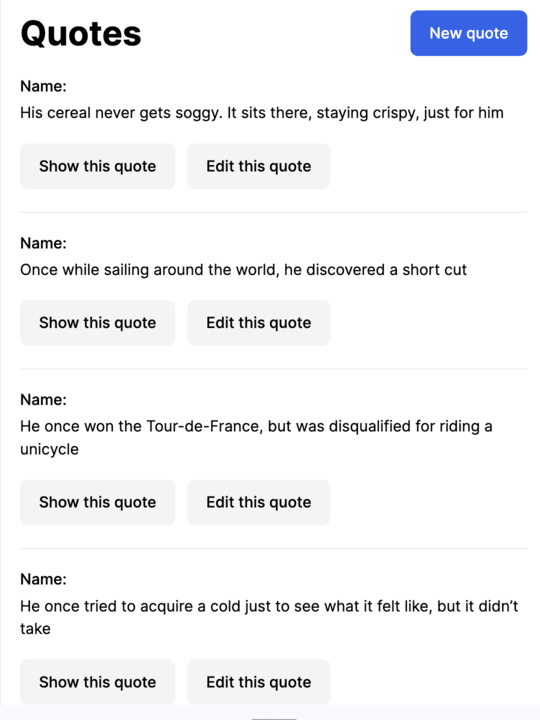 Quotes
New quote
Name:
His cereal never gets soggy. It sits there, staying crispy, just for him
Show this quote
Edit this quote
Name:
Once while sailing around the world, he discovered a short cut
Show this quote
Edit this quote
Name:
He once won the Tour-de-France, but was disqualified for riding a
unicycle
Show this quote
Edit this quote
Name:
He once tried to acquire a cold just to see what it felt like, but it didn’t
take
Show this quote
Edit this quote